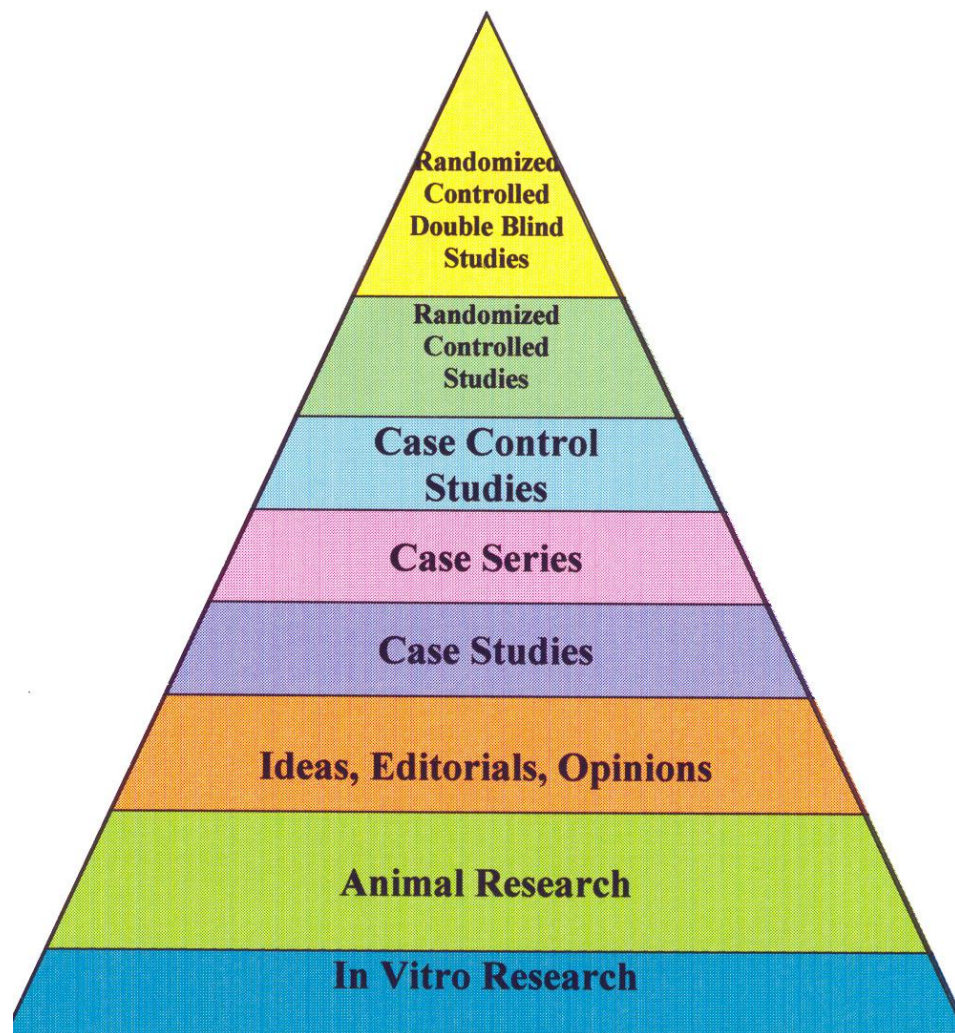 Randomized
Controlled
Double Blind
Studies
Randomized
Controlled
Studies
Case Control
Studies
Case Series
Case Studies
Ideas, Editorials, Opinions
Animal Research
In Vitro Research